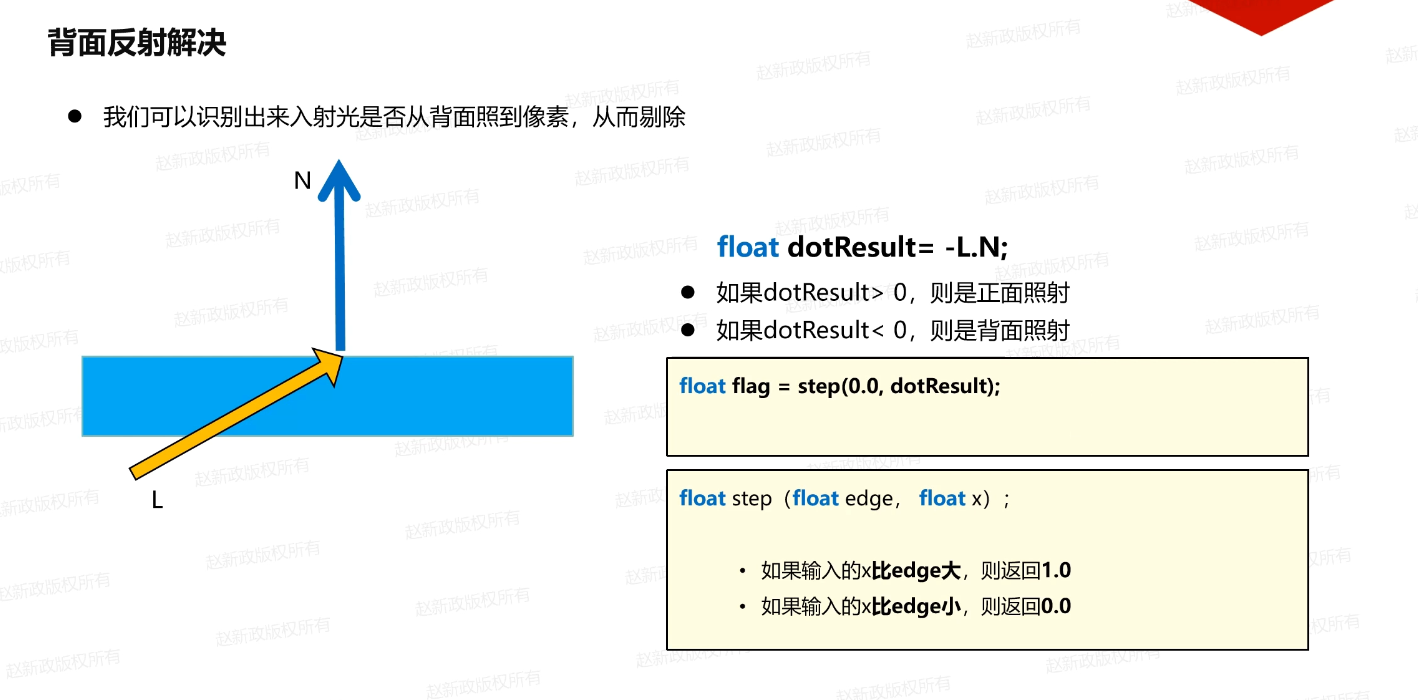 背面反射解决
● 我们可以识别出来入射光是否从背面照到像素，从而剔除
N
L
float dotResult= -L.N;
● 如果dotResult> 0，则是正面照射
● 如果dotResult< 0，则是背面照射
float flag = step(0.0, dotResult);
float step（float edge， float x）;
• 如果输入的x比edge大，则返回1.0
• 如果输入的x比edge小，则返回0.0
赵新政版权所有